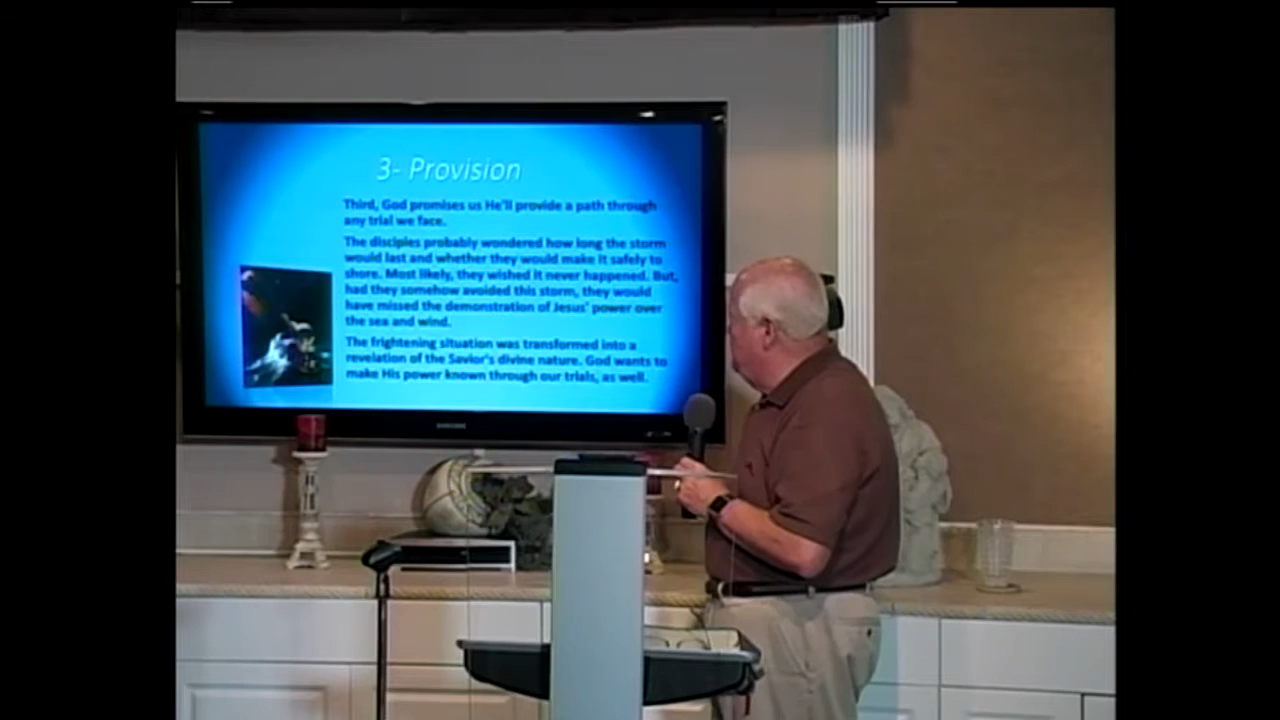 3- Provision
Third, God promises us He'll provide a path through
any trial we face.
The disciples probably wondered how long the storm
would last and whether they would make it safely to
shore. Most likely, they wished it never happened. But,
had they somehow avoided this storm, they would
have missed the demonstration of Jesus' power over
the sea and wind.
The frightening situation was transformed into a
revelation of the Savior's divine nature. God wants to
make His power known through our trials, as well.
SAMSUNG